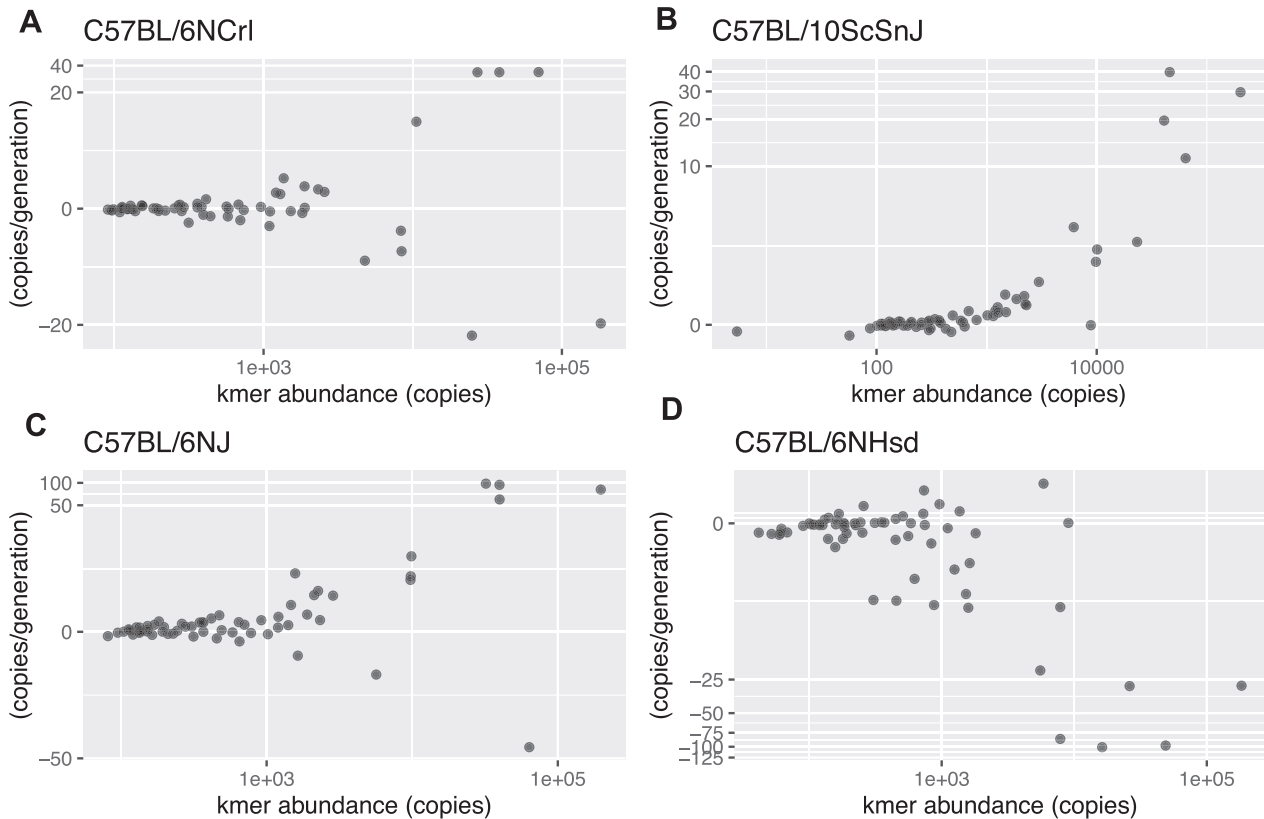 A
C57BL/6NCrl
40
20
0
−20
(copies/generation)
1e+03
1e+05
kmer abundance (copies)
B
C57BL/10ScSnJ
40
30
20
10
0
(copies/generation)
100
10000
kmer abundance (copies)
C
C57BL/6NJ
100
50
0
−50
(copies/generation)
1e+03
1e+05
kmer abundance (copies)
D
C57BL/6NHsd
0
−25
−50
−75
−100
−125
(copies/generation)
1e+03
1e+05
kmer abundance (copies)